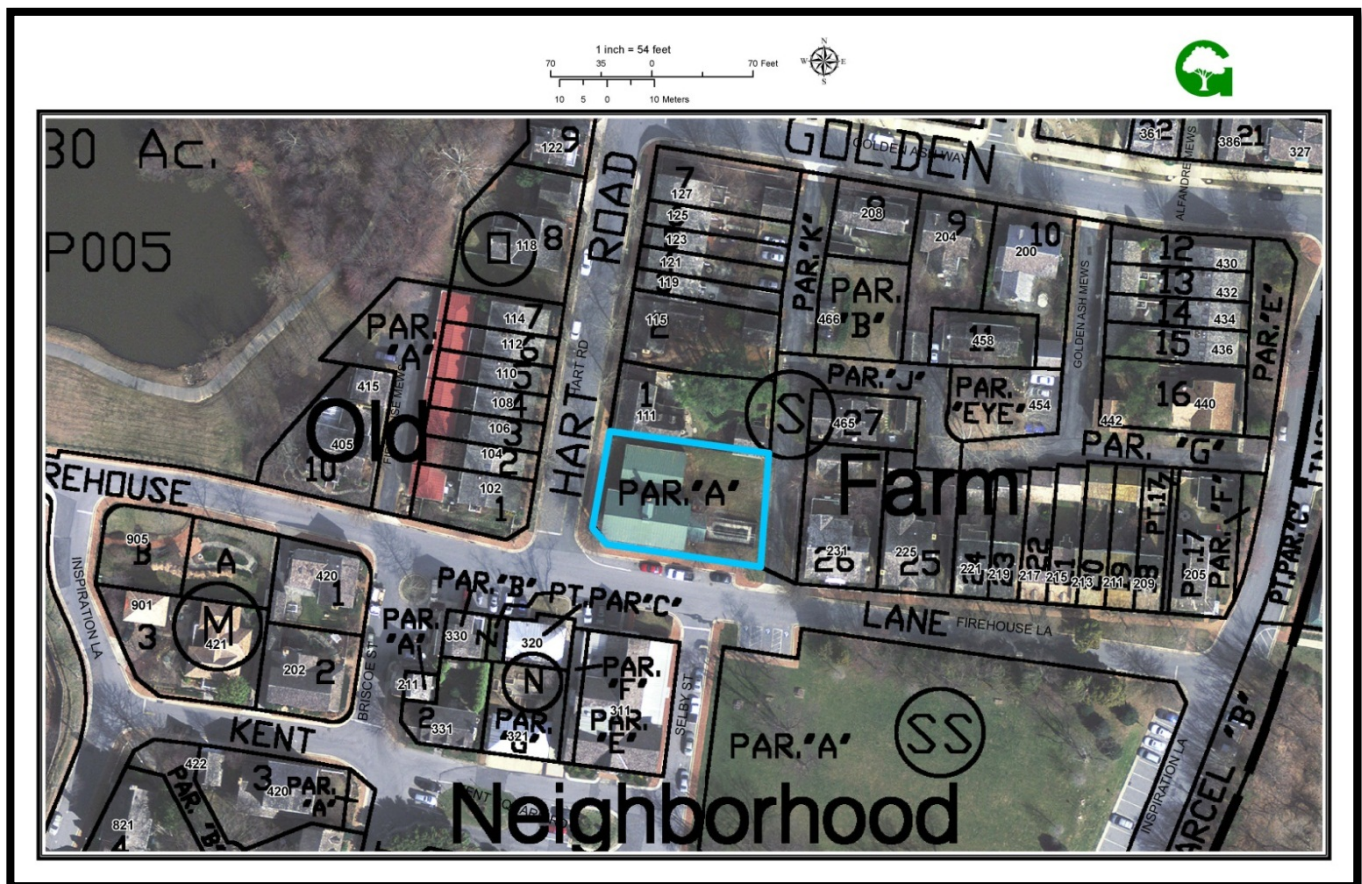 1 inch = 54 feet
70 35 0 70 Feet
10 5 0 10 Meters
N
W E
S
G
30 Ac.
P005
122 9
118 8
HART ROAD
HART RD
GOLDEN
GOLDEN ASH WAY
ALFANDRE MEWS
361 22
386 21
327
7
127
125
123
121
119
115 2
1
111
PAR."K"
8
208
9
204
10
200
PAR.
"B"
466
11
458
GOLDEN ASH MEWS
12 430
13 432
14 434
15 436
16 440
442
PAR."E"
PAR.
"A"
415
405
10
114 7
112 6
110 5
108 4
106 3
104 2
102 1
Old
PAR."J"
S
465 27
PAR.
"EYE"
454
PAR. "G"
PAR."A"
Farm
26
231
225
25
24
221
23
219
22
217
215
213
211
209
PT.17
PT.17
205
PAR."F"
PT.PAR."C"
REHOUSE
INSPIRATION LA
905
B A
901
3
M
421
420
1
202 2
BRISCOE ST
KENT
PAR."B"
PT.PAR"C"
PAR.
"A"
330
N
320
N
211
2
331
PAR.
"G"
321
PAR.
"F"
311
PAR.
"E"
SELBY ST
LANE
FIREHOUSE LA
PAR."A"
SS
INSPIRATION LA
PARCEL "B"
422
3
420
PAR.
"A"
PAR."B"
821
4
Neighborhood